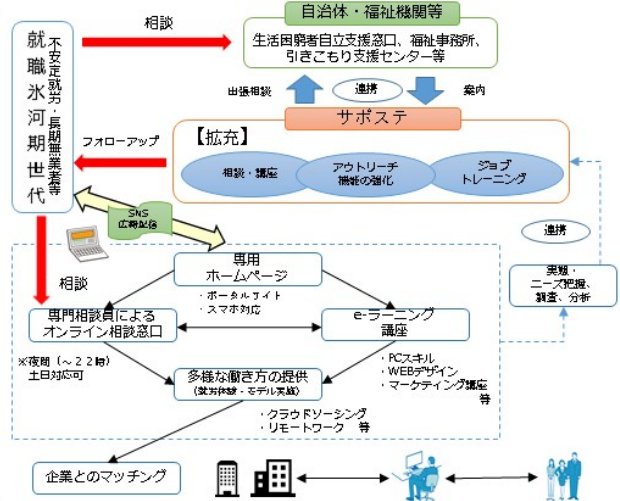 自治体・福祉機関等
相談
生活困窮者自立支援窓口、福祉事務所、
引きこもり支援センター等
就職氷河期世代
不安定就労・長期無業者等
出張相談
連携
案内
サポステ
【拡充】
フォローアップ
相談・講座
アウトリーチ
機能の強化
ジョブ
トレーニング
SNS
広報配信
連携
相談
専用
ホームページ
・ポータルサイト
・スマホ対応
実態・
ニーズ把握、
調査、分析
専門相談員による
オンライン相談窓口
e-ラーニング
講座
※夜間（～２２時）
土日対応可
・PCスキル
・WEBデザイン
・マーケティング講座
等
多様な働き方の提供
(就労体験・モデル実施)
・クラウドソーシング
・リモートワーク 等
企業とのマッチング